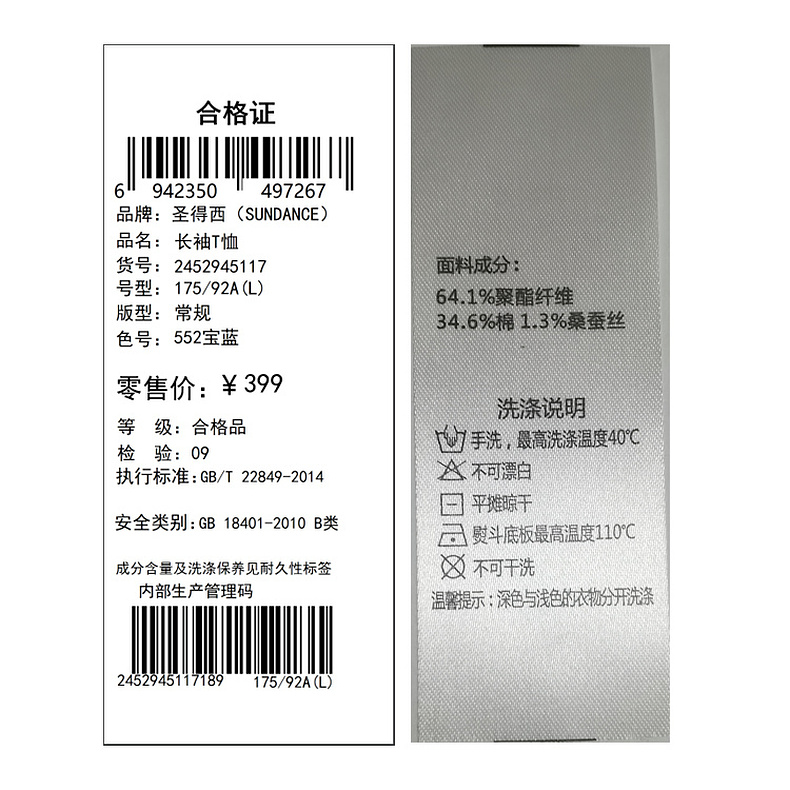 合格证
6 942350 497267
品牌：圣得西（SUNDANCE）
品名：长袖T恤
货号：2452945117
号型：175/92A(L)
版型：常规
色号：552宝蓝
零售价：￥399
等 级：合格品
检 验：09
执行标准：GB/T 22849-2014
安全类别：GB 18401-2010 B类
成分含量及洗涤保养见耐久性标签
内部生产管理码
2452945117189 175/92A(L)
面料成分：
64.1%聚酯纤维
34.6%棉 1.3%桑蚕丝
洗涤说明
手洗，最高洗涤温度40℃
不可漂白
平摊晾干
熨斗底板最高温度110℃
不可干洗
温馨提示：深色与浅色的衣物分开洗涤